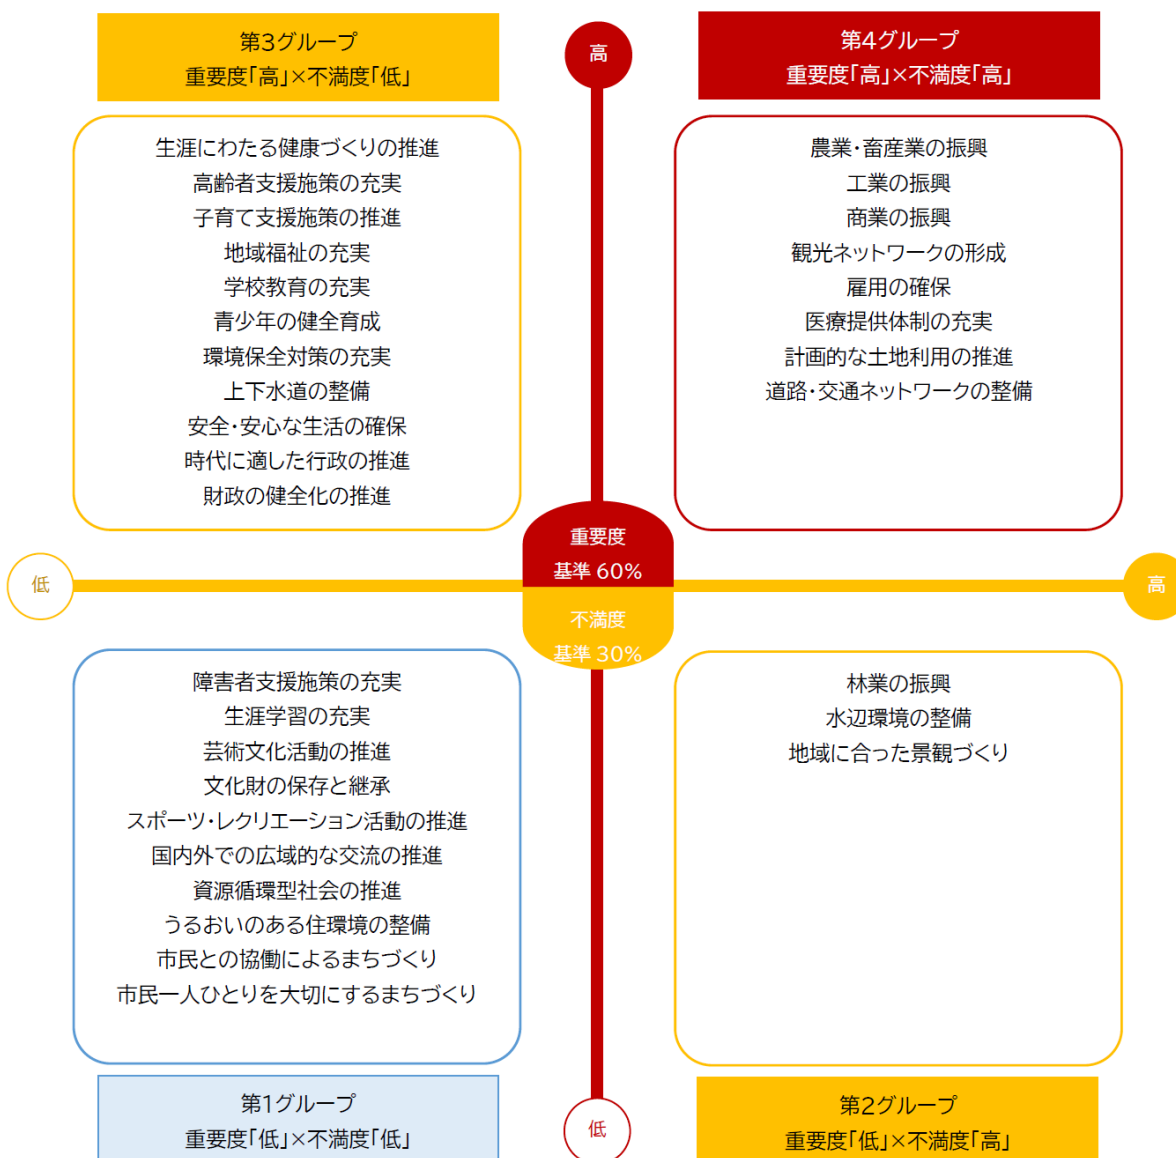 第3グループ
重要度「高」×不満度「低」
高
第4グループ
重要度「高」×不満度「高」
生涯にわたる健康づくりの推進
高齢者支援施策の充実
子育て支援施策の推進
地域福祉の充実
学校教育の充実
青少年の健全育成
環境保全対策の充実
上下水道の整備
安全・安心な生活の確保
時代に適した行政の推進
財政の健全化の推進
農業・畜産業の振興
工業の振興
商業の振興
観光ネットワークの形成
雇用の確保
医療提供体制の充実
計画的な土地利用の推進
道路・交通ネットワークの整備
重要度
基準 60%
低
高
不満度
基準 30%
障害者支援施策の充実
生涯学習の充実
芸術文化活動の推進
文化財の保存と継承
スポーツ・レクリエーション活動の推進
国内外での広域的な交流の推進
資源循環型社会の推進
うるおいのある住環境の整備
市民との協働によるまちづくり
市民一人ひとりを大切にするまちづくり
林業の振興
水辺環境の整備
地域に合った景観づくり
第1グループ
重要度「低」×不満度「低」
低
第2グループ
重要度「低」×不満度「高」